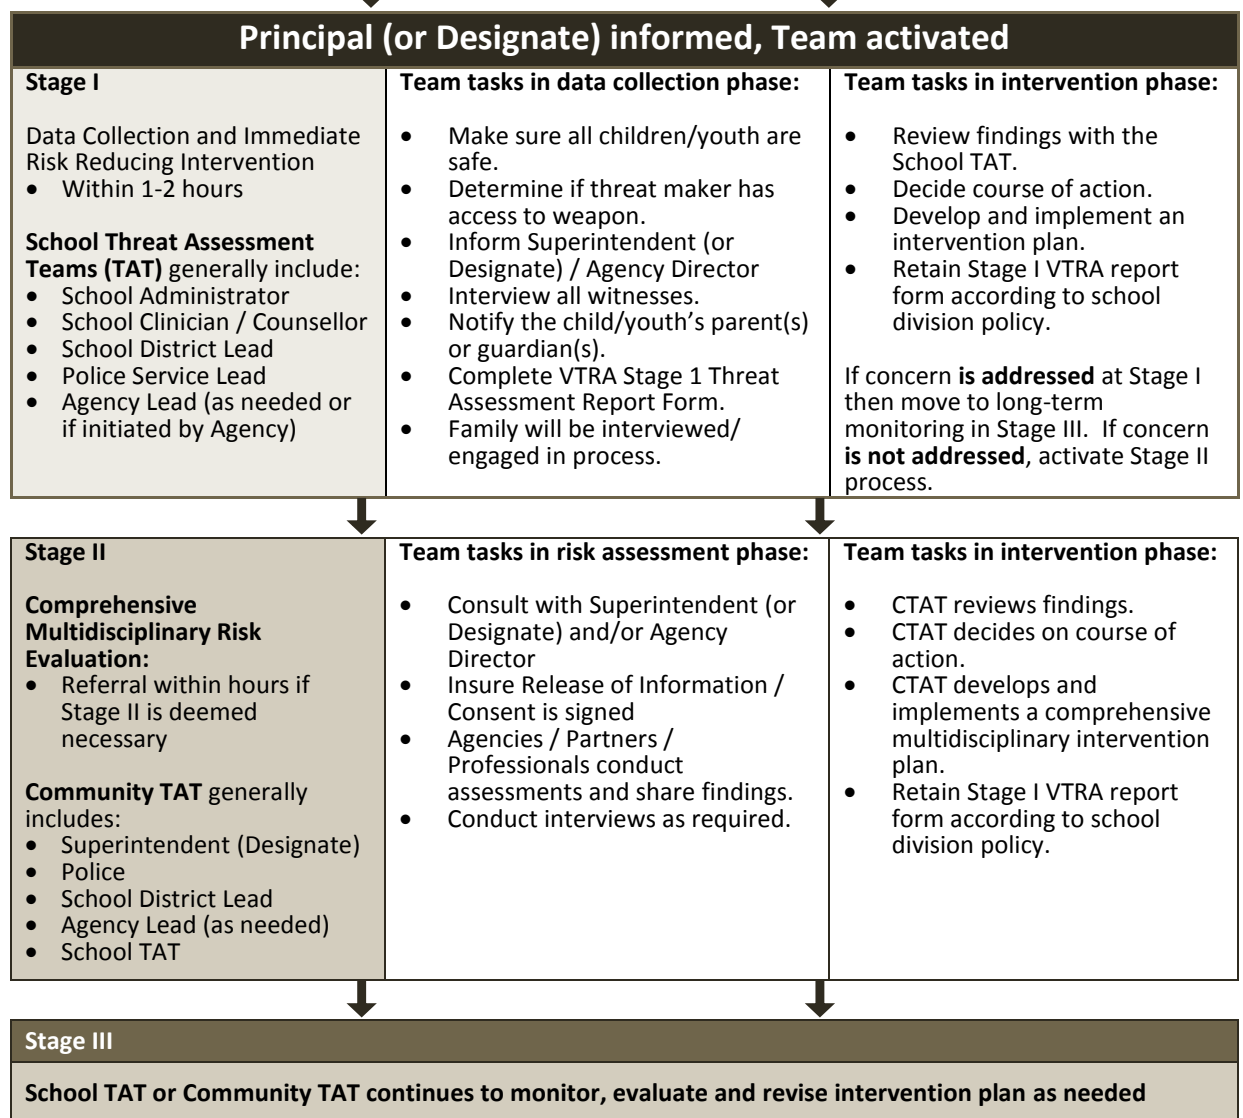 Principal (or Designate) informed, Team activated
Stage I
Data Collection and Immediate
Risk Reducing Intervention
• Within 1-2 hours
School Threat Assessment
Teams (TAT) generally include:
• School Administrator
• School Clinician / Counsellor
• School District Lead
• Police Service Lead
• Agency Lead (as needed or
if initiated by Agency)
Team tasks in data collection phase:
• Make sure all children/youth are
safe.
• Determine if threat maker has
access to weapon.
• Inform Superintendent (or
Designate) / Agency Director
• Interview all witnesses.
• Notify the child/youth's parent(s)
or guardian(s).
• Complete VTRA Stage 1 Threat
Assessment Report Form.
• Family will be interviewed/
engaged in process.
Team tasks in intervention phase:
• Review findings with the
School TAT.
• Decide course of action.
• Develop and implement an
intervention plan.
• Retain Stage I VTRA report
form according to school
division policy.
If concern is addressed at Stage I
then move to long-term
monitoring in Stage III.  If concern
is not addressed, activate Stage II
process.
Stage II
Comprehensive
Multidisciplinary Risk
Evaluation:
• Referral within hours if
Stage II is deemed
necessary
Community TAT generally
includes:
• Superintendent (Designate)
• Police
• School District Lead
• Agency Lead (as needed)
• School TAT
Team tasks in risk assessment phase:
• Consult with Superintendent (or
Designate) and/or Agency
Director
• Insure Release of Information /
Consent is signed
• Agencies / Partners /
Professionals conduct
assessments and share findings.
• Conduct interviews as required.
Team tasks in intervention phase:
• CTAT reviews findings.
• CTAT decides on course of
action.
• CTAT develops and
implements a comprehensive
multidisciplinary intervention
plan.
• Retain Stage I VTRA report
form according to school
division policy.
Stage III
School TAT or Community TAT continues to monitor, evaluate and revise intervention plan as needed